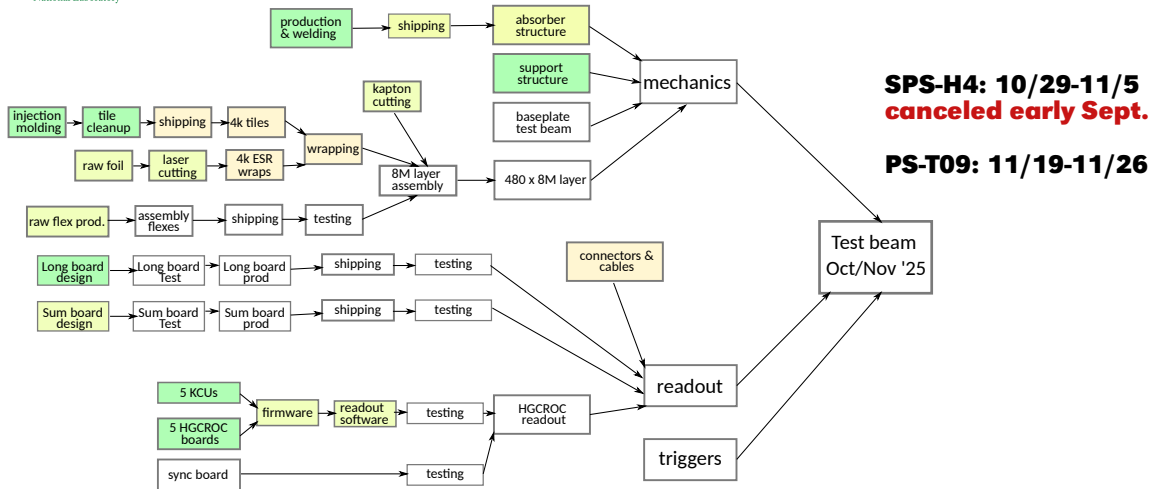 production
& welding
shipping
absorber
structure
support
structure
mechanics
baseplate
test beam
SPS-H4: 10/29-11/5
canceled early Sept.
PS-T09: 11/19-11/26
kapton
cutting
injection
molding
tile
cleanup
shipping
4k tiles
wrapping
raw foil
laser
cutting
4k ESR
wraps
8M layer
assembly
480 x 8M layer
raw flex prod.
assembly
flexes
shipping
testing
Test beam
Oct/Nov '25
connectors &
cables
Long board
design
Long board
Test
Long board
prod
shipping
testing
Sum board
design
Sum board
Test
Sum board
prod
shipping
testing
readout
5 KCUs
5 HGCROC
boards
firmware
readout
software
testing
HGCROC
readout
sync board
testing
triggers